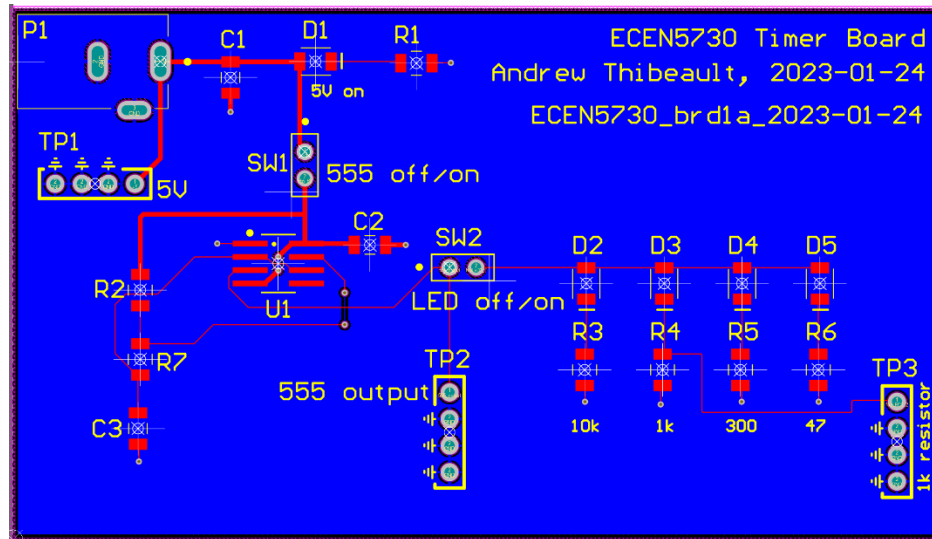 P1
C1
D1
R1
ECEN5730 Timer Board
Andrew Thibeault, 2023-01-24
ECEN5730_brd1a_2023-01-24
5V on
TP1
5V
SW1
555 off/on
C2
SW2
LED off/on
U1
R2
R7
C3
D2
D3
D4
D5
R3
R4
R5
R6
10k
1k
300
47
TP2
555 output
TP3
1k resistor